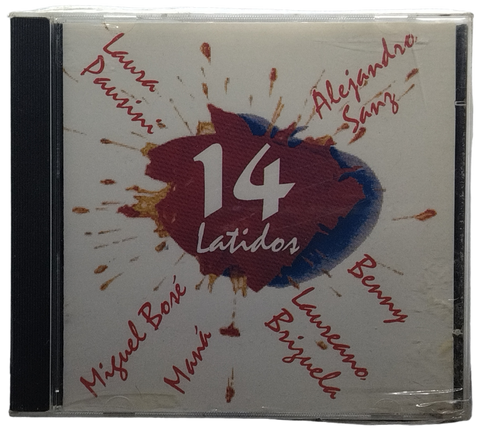 Laura
Pausini
Alejandro
Sanz
14
Latidos
Miguel Bosé
Maná
Laureano
Brizuela
Benny